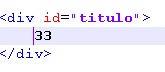 <div id="titulo">
33
</div>